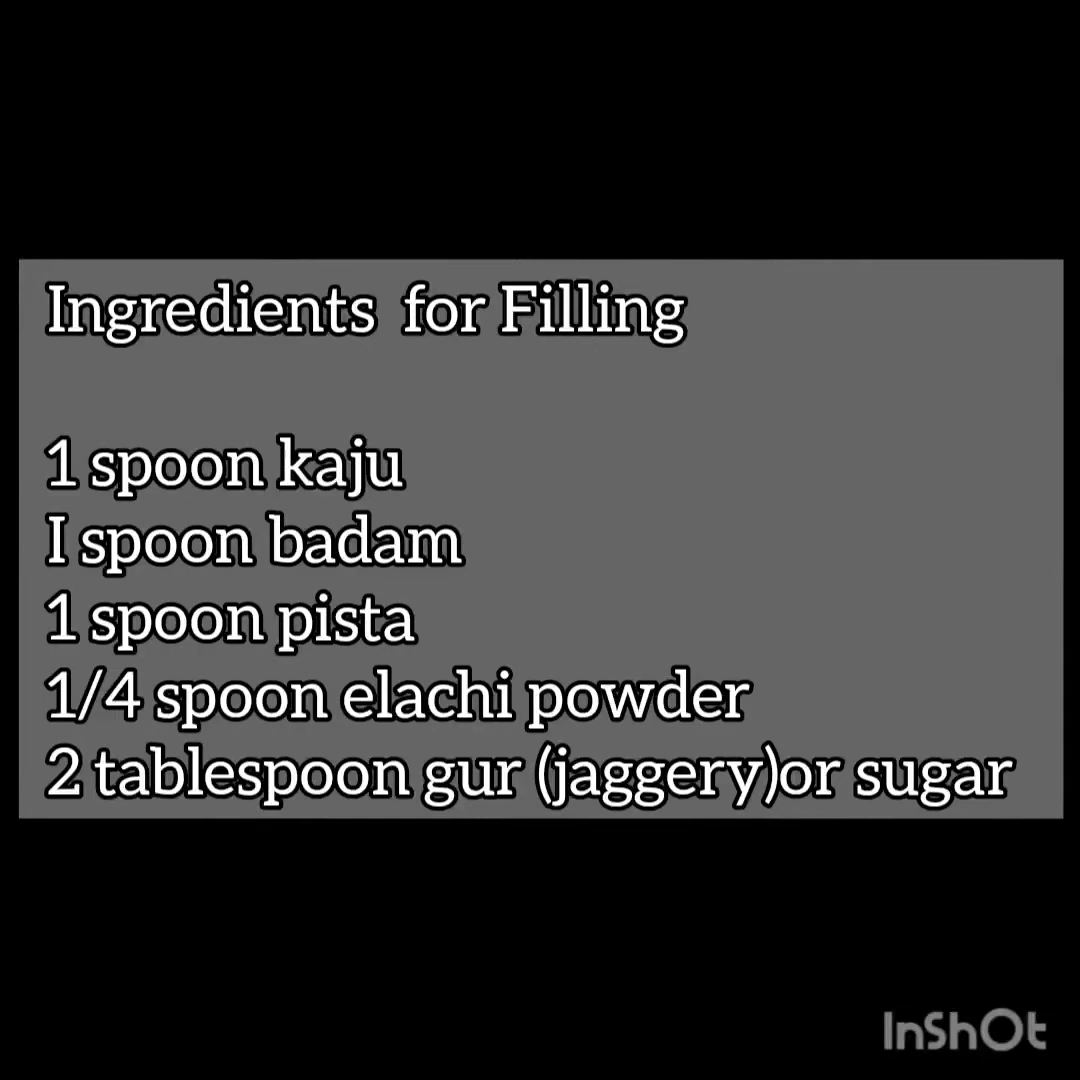 Ingredients for Filling
1 spoon kaju
I spoon badam
1 spoon pista
1/4 spoon elachi powder
2 tablespoon gur (jaggery)or sugar
InShOt